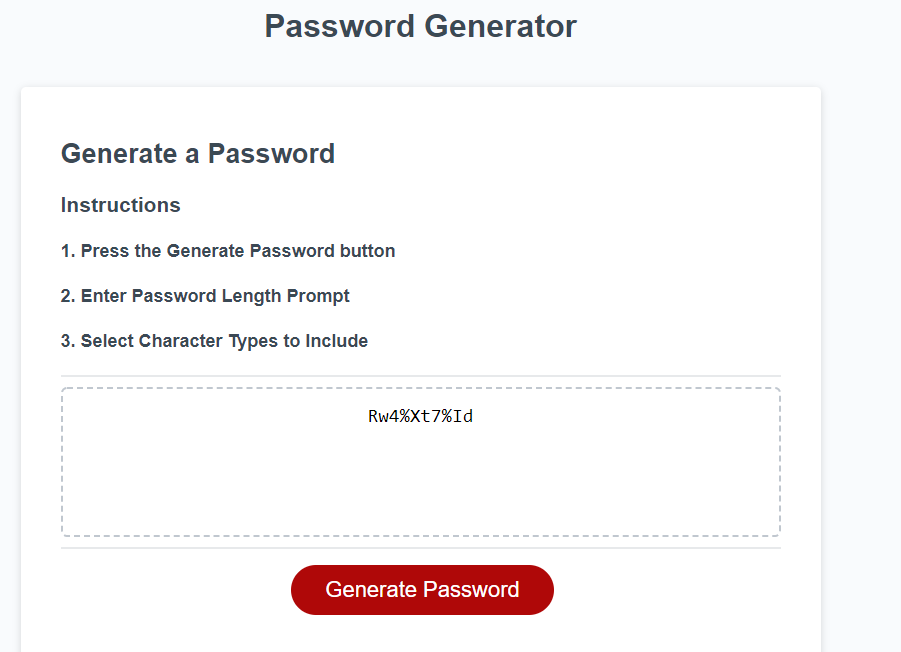 Password Generator
Generate a Password
Instructions
1. Press the Generate Password button
2. Enter Password Length Prompt
3. Select Character Types to Include
Rw4%Xt7%Id
Generate Password